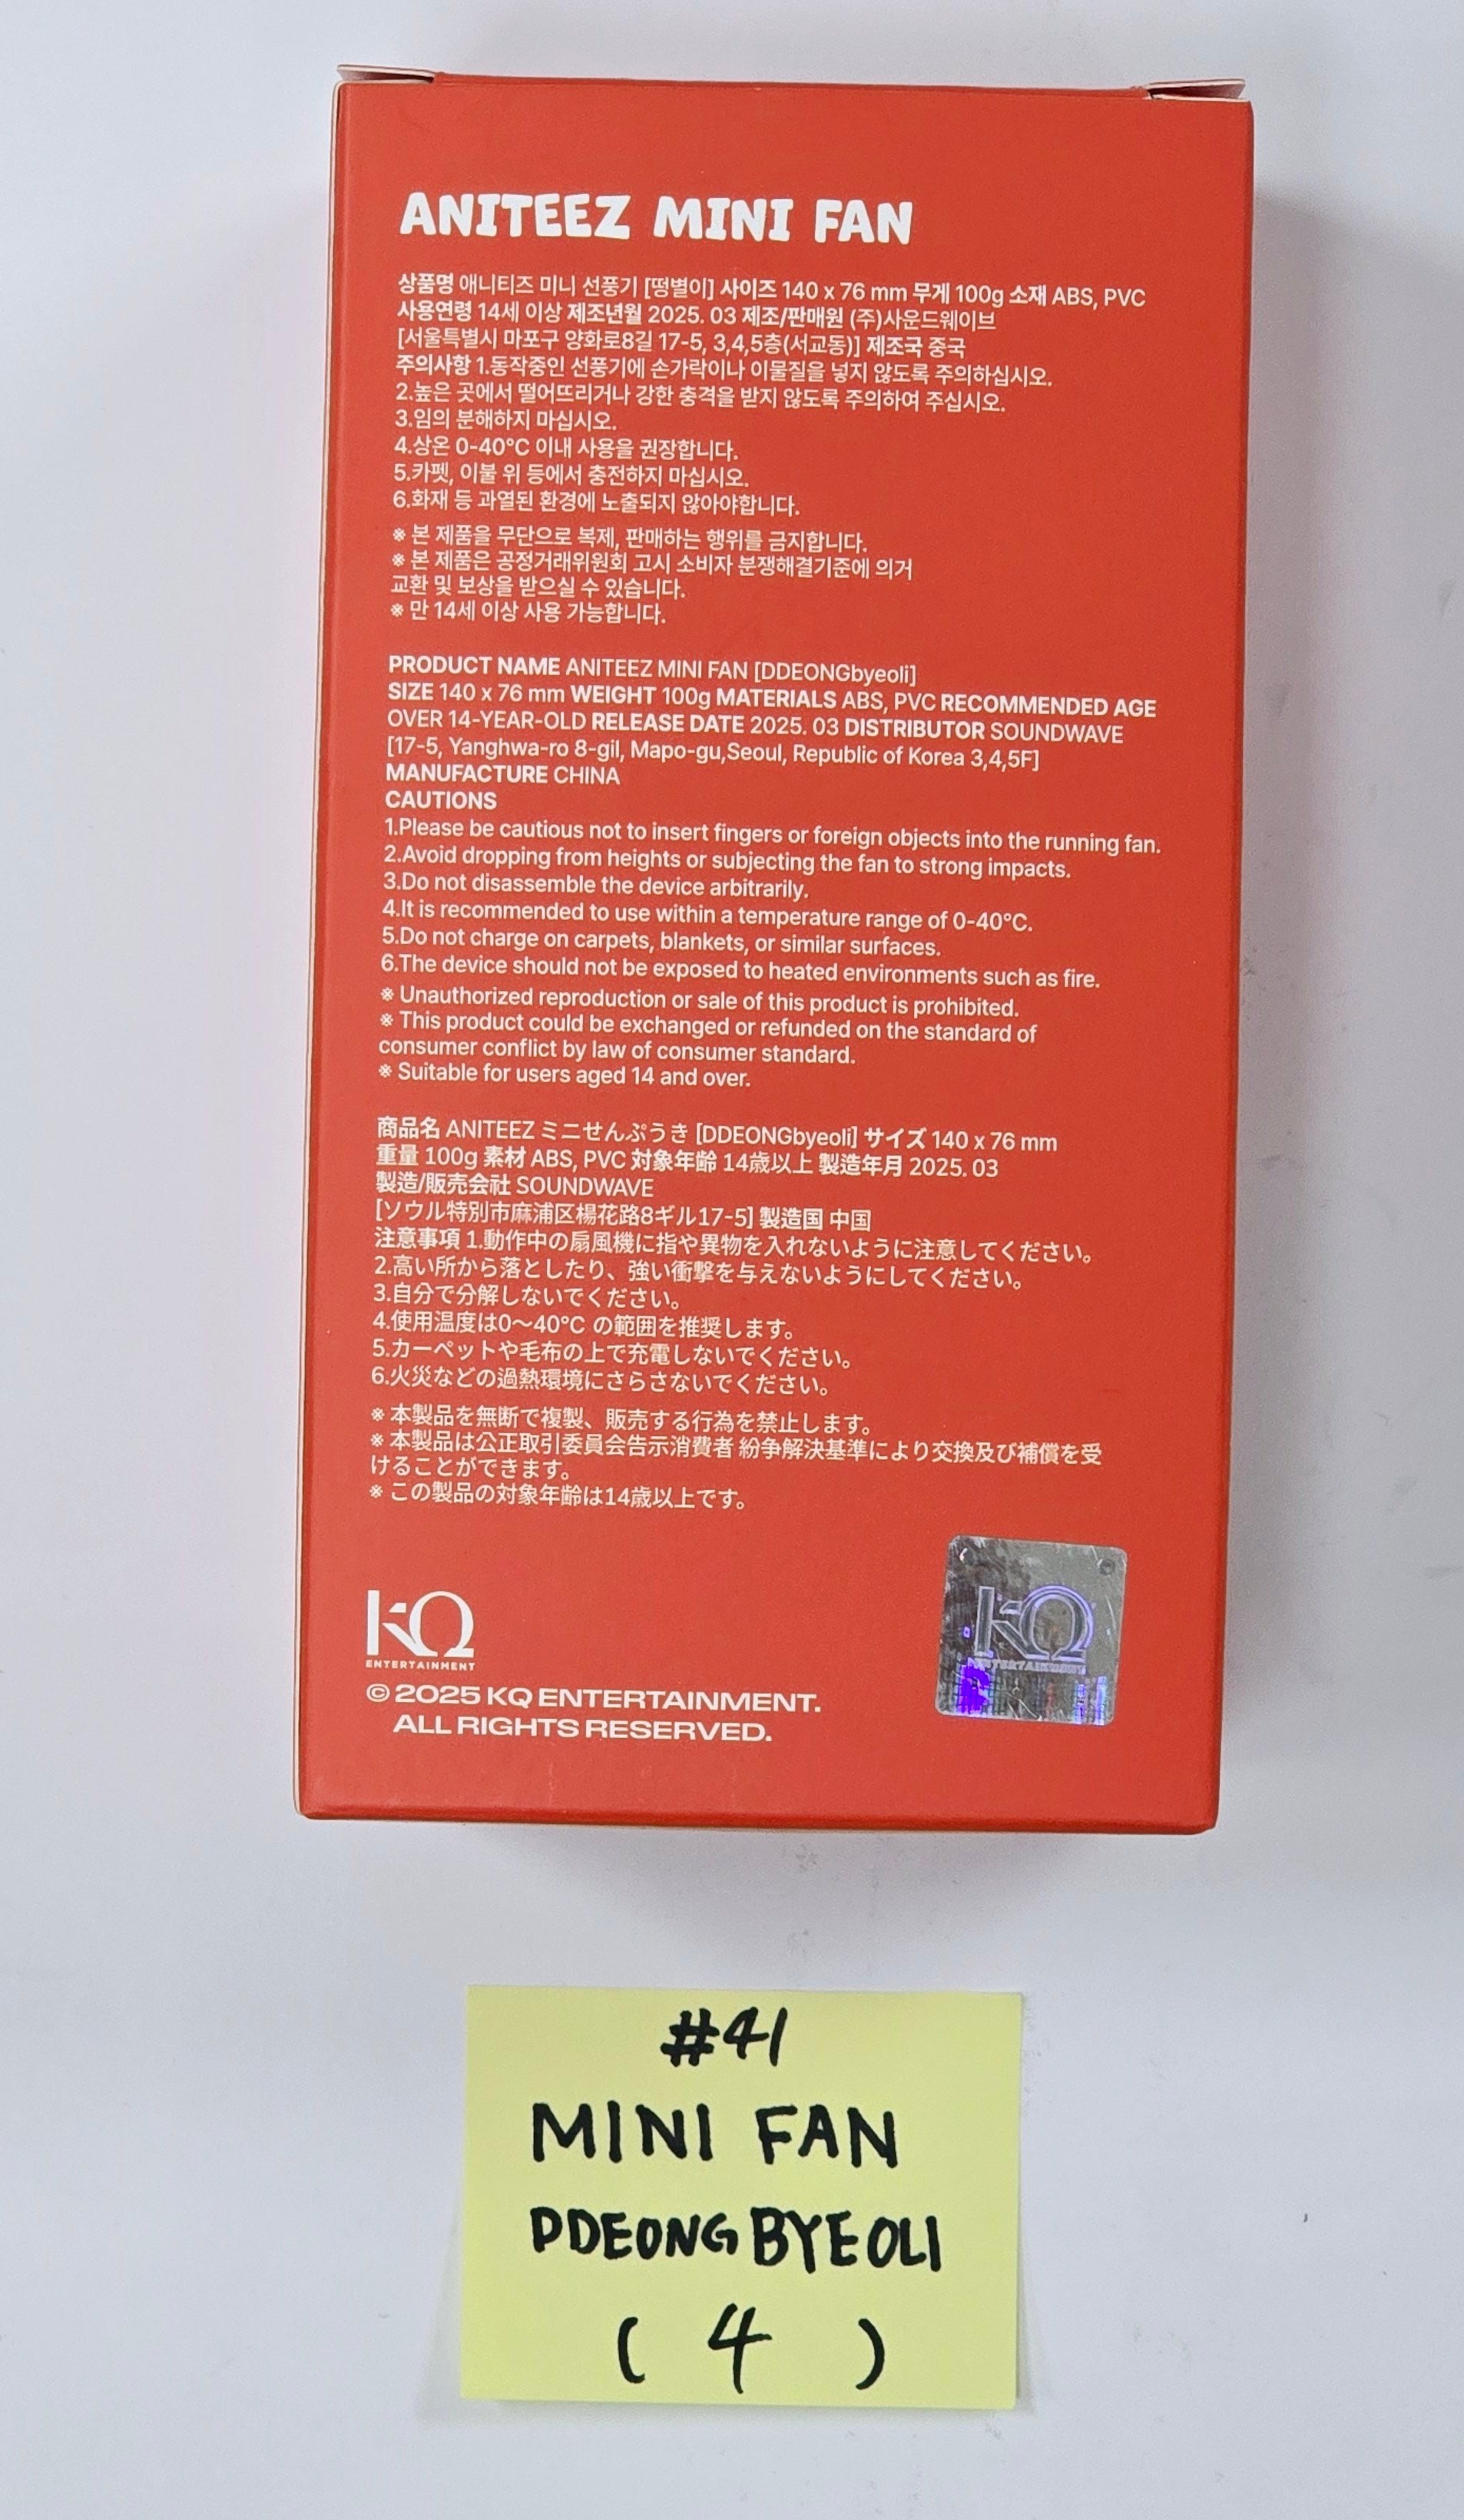 ANITEEZ MINI FAN
상품명 애니티즈 미니 선풍기 [떵별이] 사이즈 140 x 76 mm 무게 100g 소재 ABS, PVC
사용연령 14세 이상 제조년월 2025. 03 제조/판매원 (주)사운드웨이브
[서울특별시 마포구 양화로8길 17-5, 3,4,5층(서교동)] 제조국 중국
주의사항 1.동작중인 선풍기에 손가락이나 이물질을 넣지 않도록 주의하십시오.
2.높은 곳에서 떨어뜨리거나 강한 충격을 받지 않도록 주의하여 주십시오.
3.임의 분해하지 마십시오.
4.상온 0-40°C 이내 사용을 권장합니다.
5.카펫, 이불 위 등에서 충전하지 마십시오.
6.화재 등 과열된 환경에 노출되지 않아야합니다.
※ 본 제품을 무단으로 복제, 판매하는 행위를 금지합니다.
※ 본 제품은 공정거래위원회 고시 소비자 분쟁해결기준에 의거
교환 및 보상을 받으실 수 있습니다.
※ 만 14세 이상 사용 가능합니다.
PRODUCT NAME ANITEEZ MINI FAN [DDEONGbyeoli]
SIZE 140 x 76 mm WEIGHT 100g MATERIALS ABS, PVC RECOMMENDED AGE
OVER 14-YEAR-OLD RELEASE DATE 2025. 03 DISTRIBUTOR SOUNDWAVE
[17-5, Yanghwa-ro 8-gil, Mapo-gu,Seoul, Republic of Korea 3,4,5F]
MANUFACTURE CHINA
CAUTIONS
1.Please be cautious not to insert fingers or foreign objects into the running fan.
2.Avoid dropping from heights or subjecting the fan to strong impacts.
3.Do not disassemble the device arbitrarily.
4.It is recommended to use within a temperature range of 0-40°C.
5.Do not charge on carpets, blankets, or similar surfaces.
6.The device should not be exposed to heated environments such as fire.
※ Unauthorized reproduction or sale of this product is prohibited.
※ This product could be exchanged or refunded on the standard of
consumer conflict by law of consumer standard.
※ Suitable for users aged 14 and over.
商品名 ANITEEZ ミニせんぷうき [DDEONGbyeoli] サイズ 140 x 76 mm
重量 100g 素材 ABS, PVC 対象年齢 14歳以上 製造年月 2025. 03
製造/販売会社 SOUNDWAVE
[ソウル特別市麻浦区楊花路8ギル17-5] 製造国 中国
注意事項 1.動作中の扇風機に指や異物を入れないように注意してください。
2.高い所から落としたり、強い衝撃を与えないようにしてください。
3.自分で分解しないでください。
4.使用温度は0～40°C の範囲を推奨します。
5.カーペットや毛布の上で充電しないでください。
6.火災などの過熱環境にさらさないでください。
※ 本製品を無断で複製、販売する行為を禁止します。
※ 本製品は公正取引委員会告示消費者 紛争解決基準により交換及び補償を受
けることができます。
※ この製品の対象年齢は14歳以上です。
KQ
ENTERTAINMENT
© 2025 KQ ENTERTAINMENT.
ALL RIGHTS RESERVED.
KQ
ENTERTAINMENT
#41
MINI FAN
DDEONGBYEOLI
( 4 )